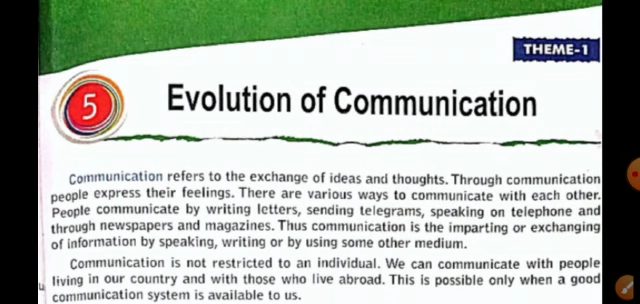 THEME-1
5
Evolution of Communication
Communication refers to the exchange of ideas and thoughts. Through communication
people express their feelings. There are various ways to communicate with each other.
People communicate by writing letters, sending telegrams, speaking on telephone and
through newspapers and magazines. Thus communication is the imparting or exchanging
of information by speaking, writing or by using some other medium.
Communication is not restricted to an individual. We can communicate with people
living in our country and with those who live abroad. This is possible only when a good
communication system is available to us.